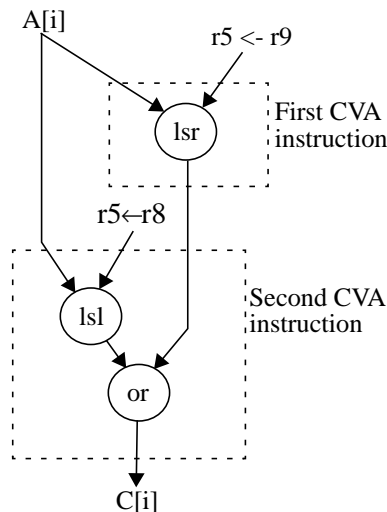 A[i]
r5 <- r9
lsr
First CVA
instruction
r5←r8
lsl
Second CVA
instruction
or
C[i]